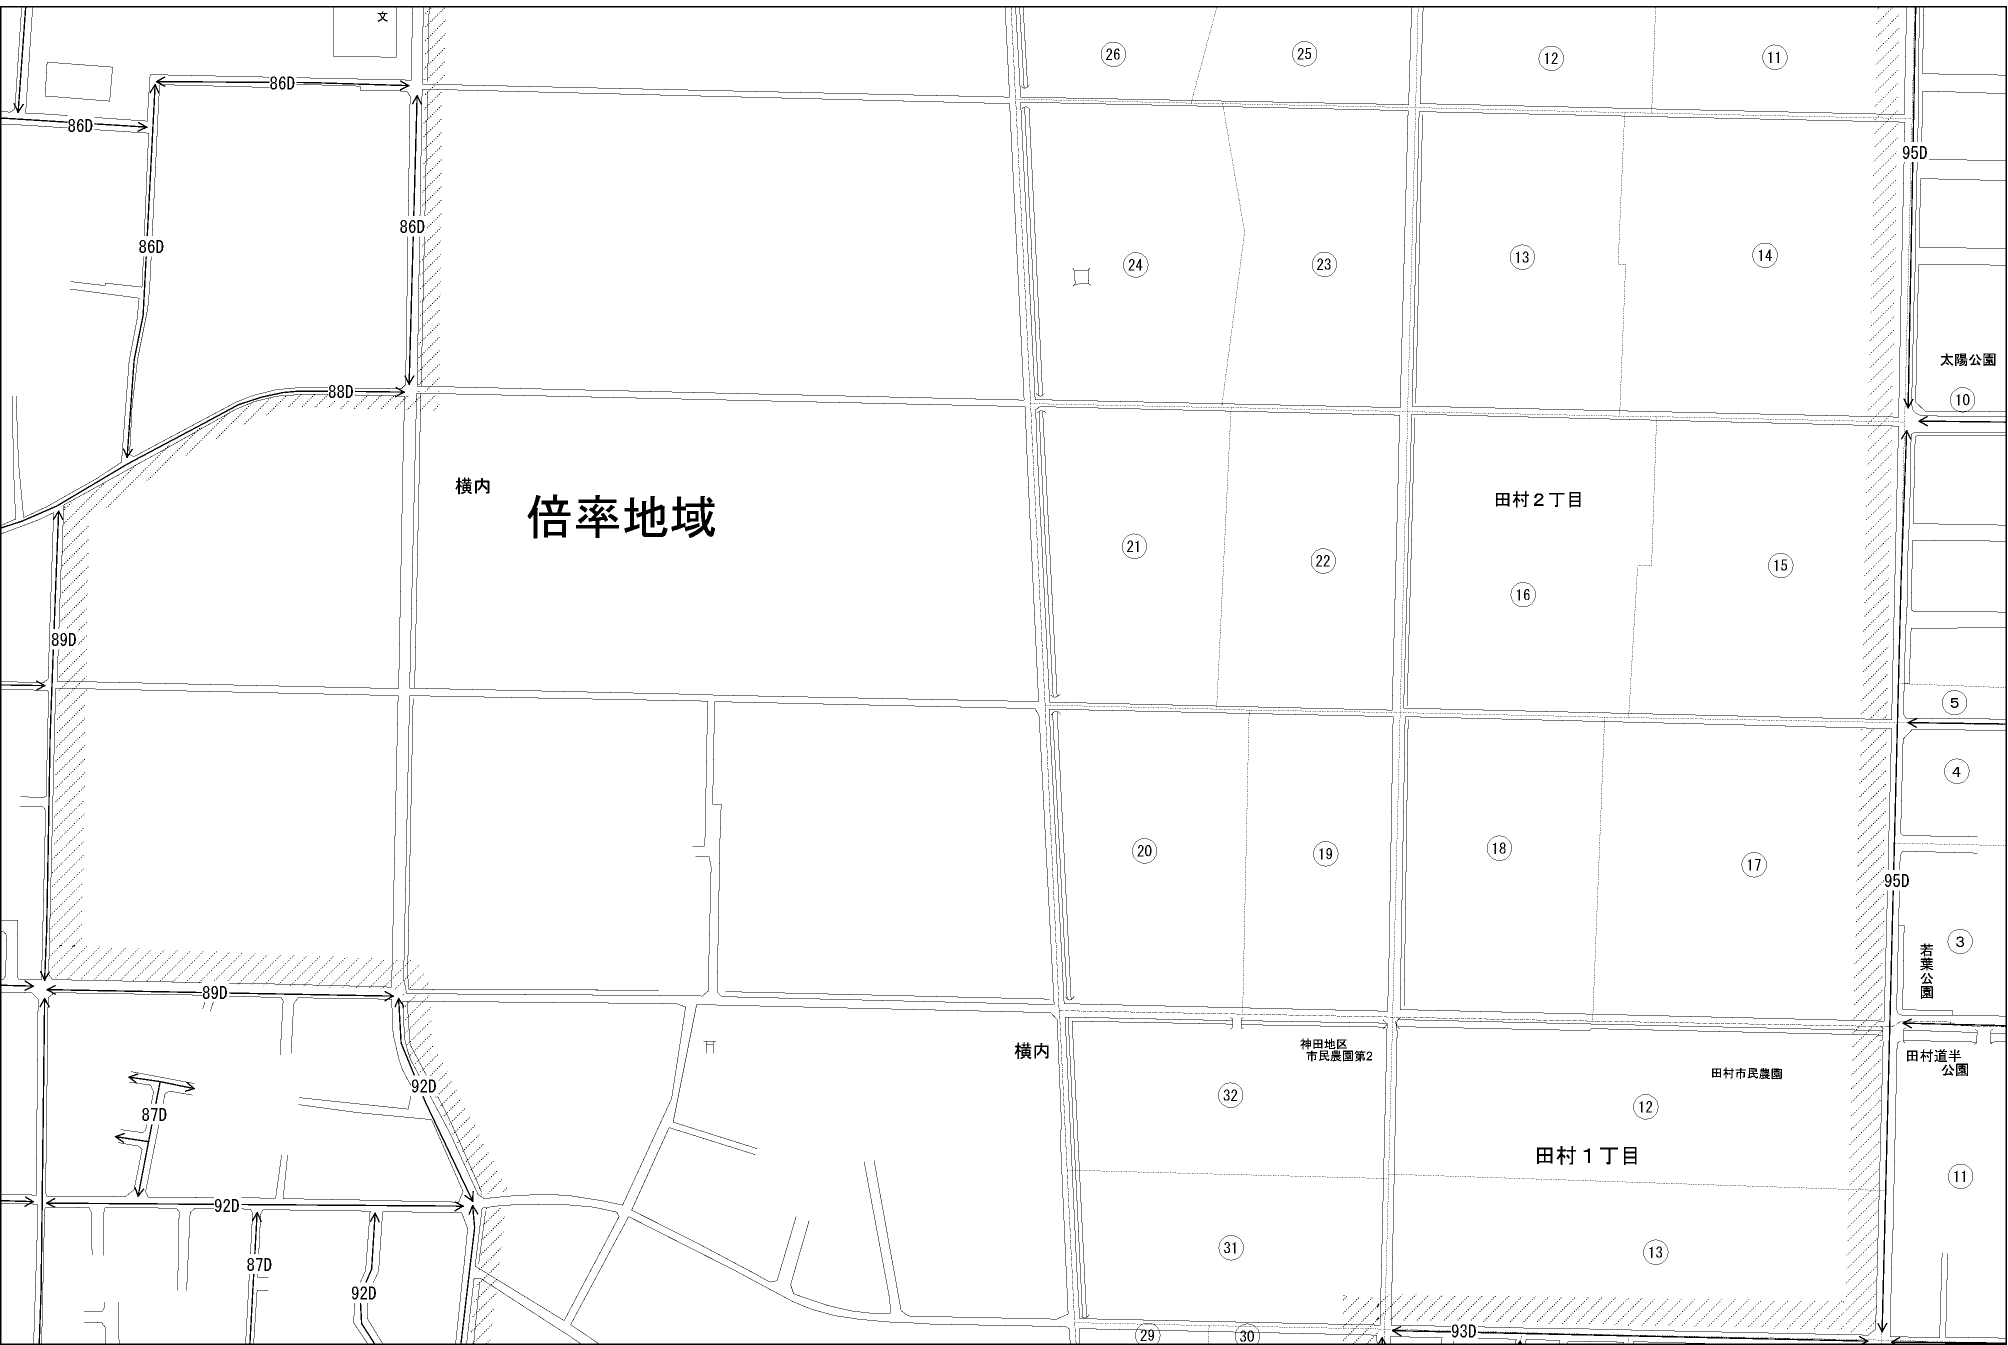 文
26
25
12
11
86D
86D
95D
86D
86D
24
23
13
14
太陽公園
88D
10
横内
倍率地域
田村2丁目
21
22
15
16
89D
5
4
20
19
18
17
95D
3
若葉公園
89D
横内
神田地区
市民農園第2
田村道半
公園
田村市民農園
92D
32
12
87D
田村1丁目
11
92D
31
13
87D
92D
29
30
93D